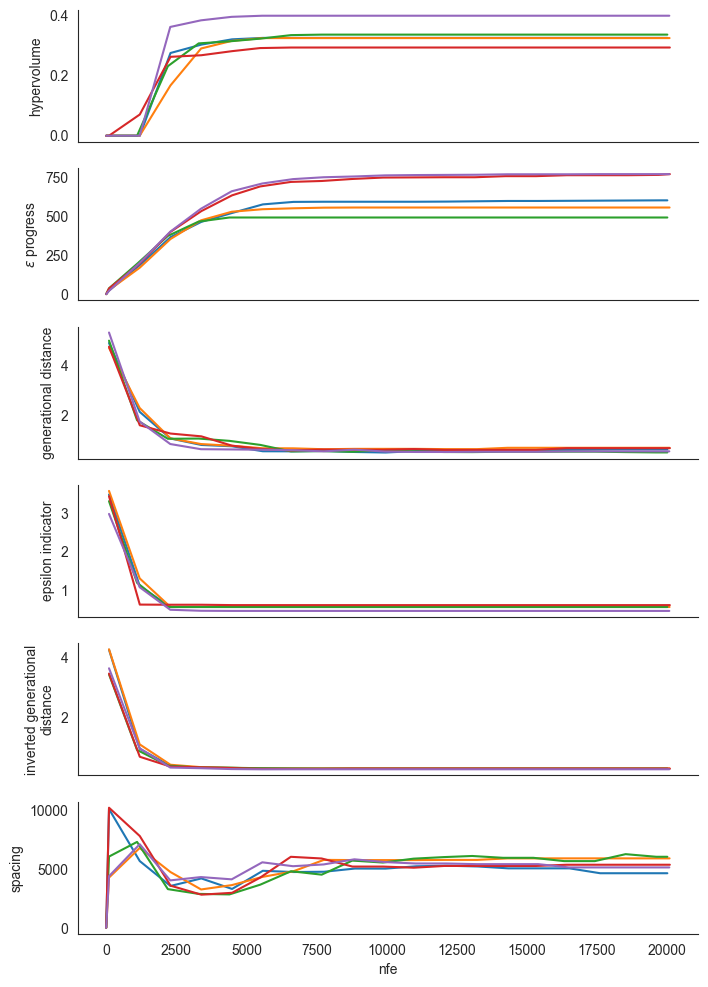 0.4
0.2
0.0
hypervolume
750
500
250
0
ε progress
4
2
generational distance
3
2
1
epsilon indicator
4
2
inverted generational
distance
10000
5000
0
spacing
0 2500 5000 7500 10000 12500 15000 17500 20000
nfe